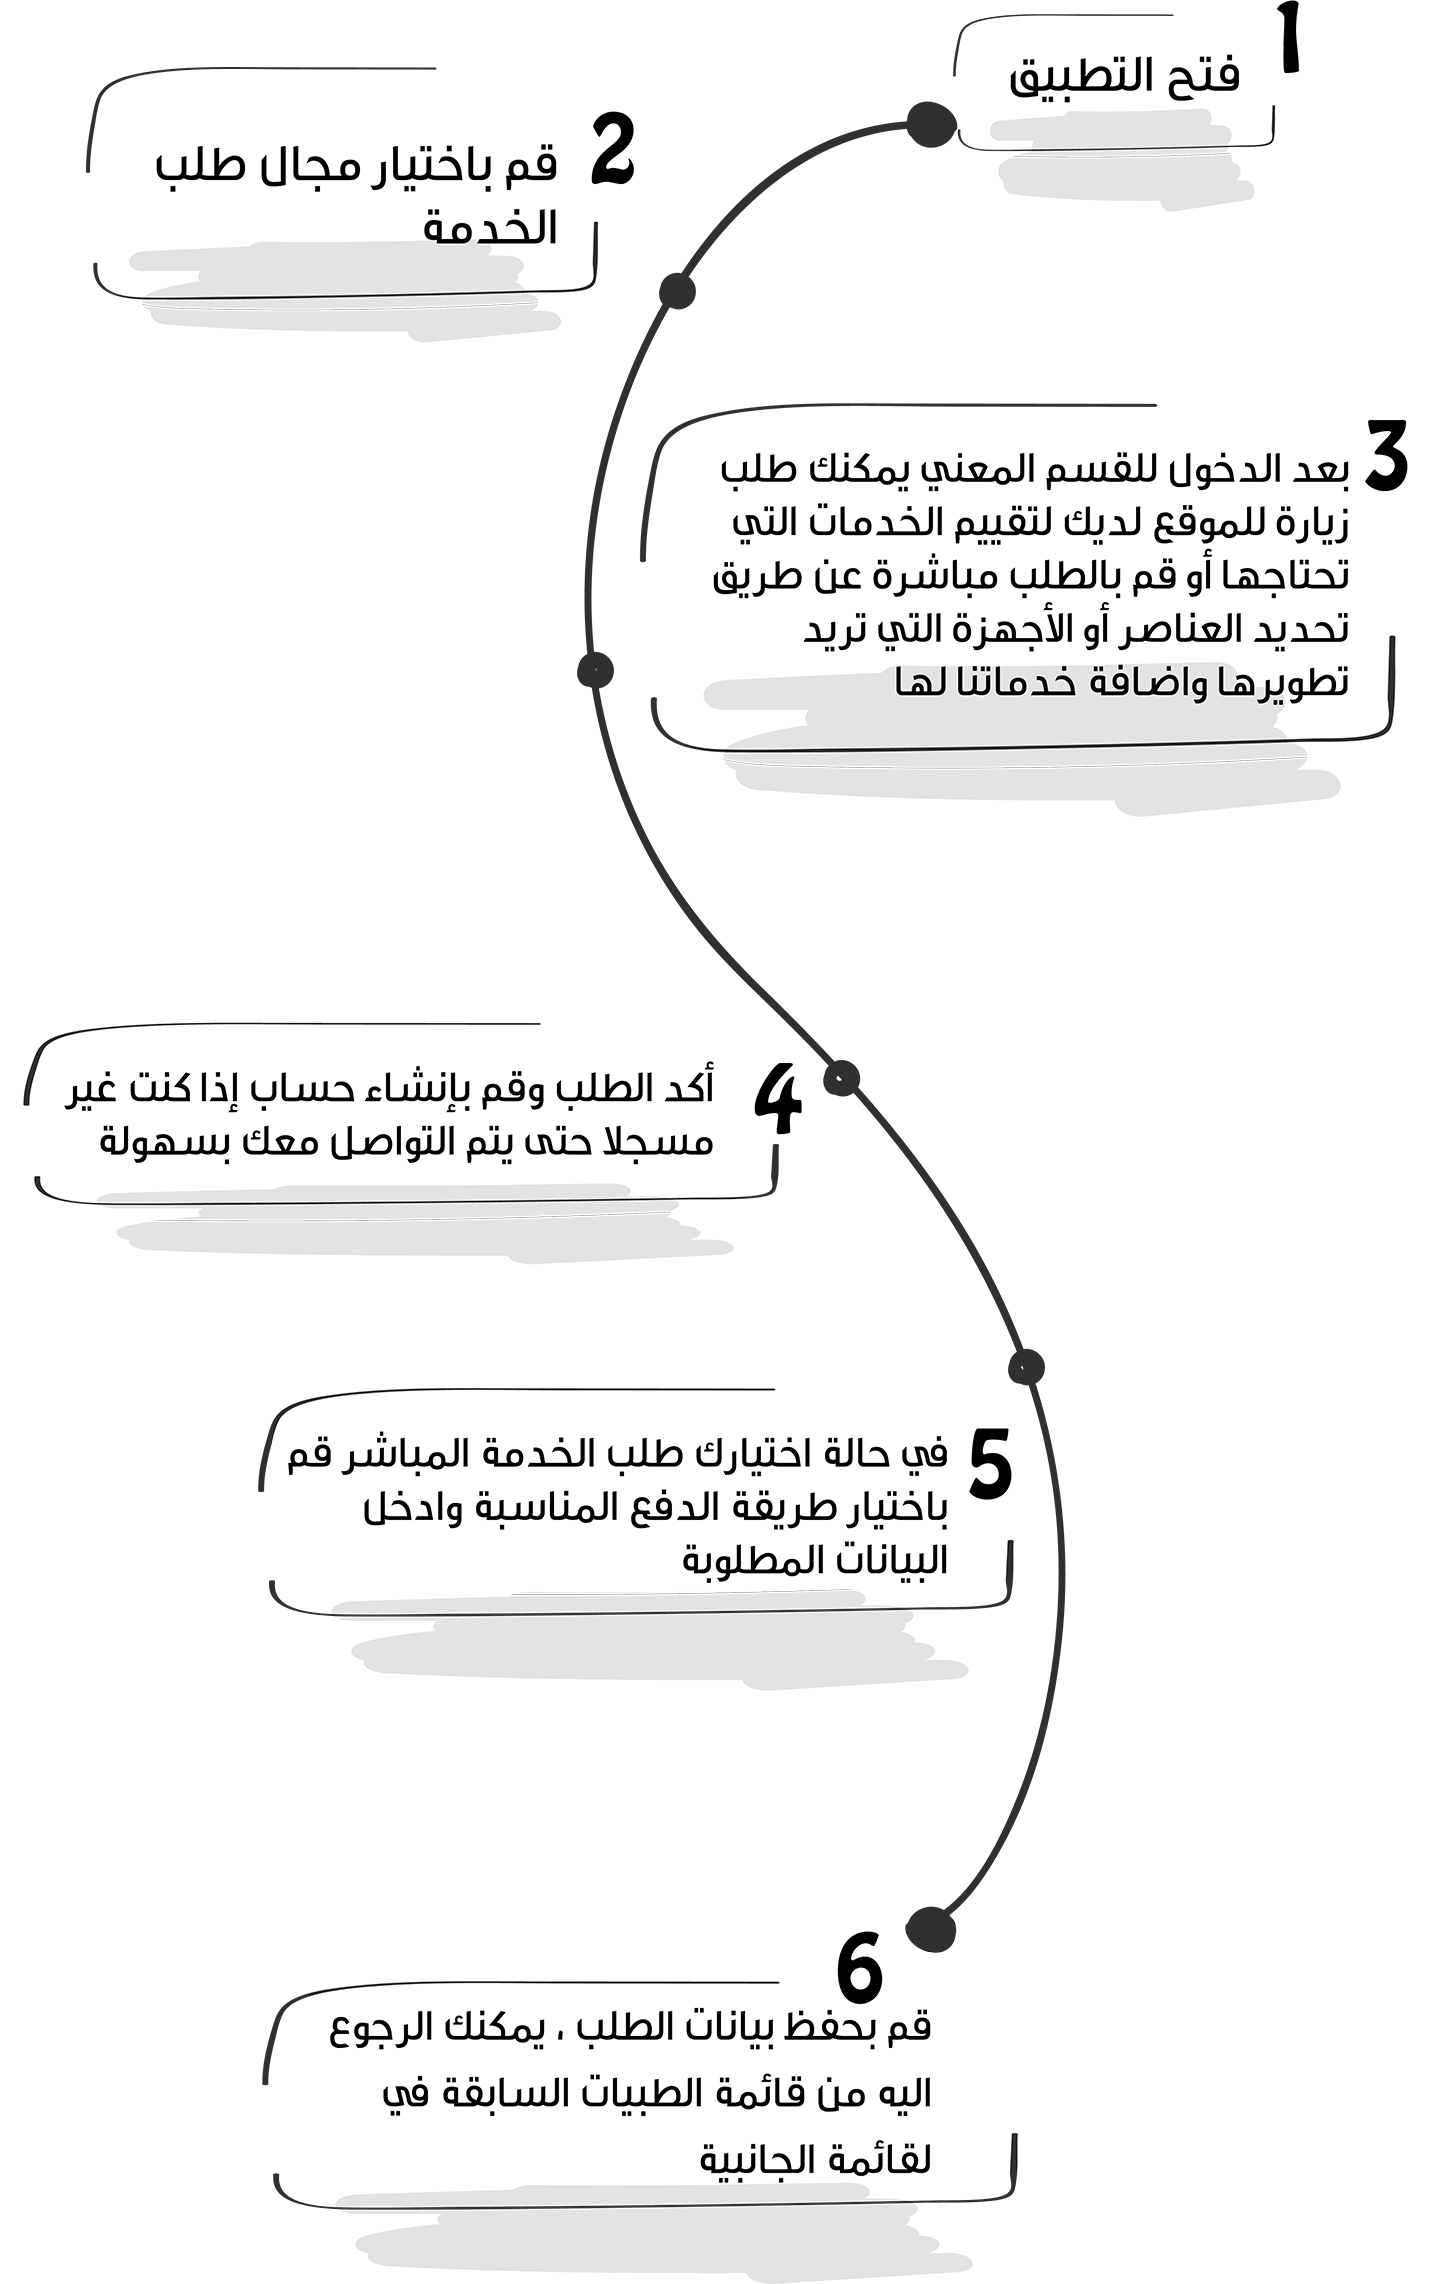 1
فتح التطبيق
2
قم باختيار مجال طلب
الخدمة
3
بعد الدخول للقسم المعني يمكنك طلب
زيارة للموقع لديك لتقييم الخدمات التي
تحتاجها أو قم بالطلب مباشرة عن طريق
تحديد العناصر أو الأجهزة التي تريد
تطويرها واضافة خدماتنا لها
4
أكد الطلب وقم بإنشاء حساب إذا كنت غير
مسجلا حتى يتم التواصل معك بسهولة
5
في حالة اختيارك طلب الخدمة المباشر قم
باختيار طريقة الدفع المناسبة وادخل
البيانات المطلوبة
6
قم بحفظ بيانات الطلب ، يمكنك الرجوع
اليه من قائمة الطبيات السابقة في
لقائمة الجانبية